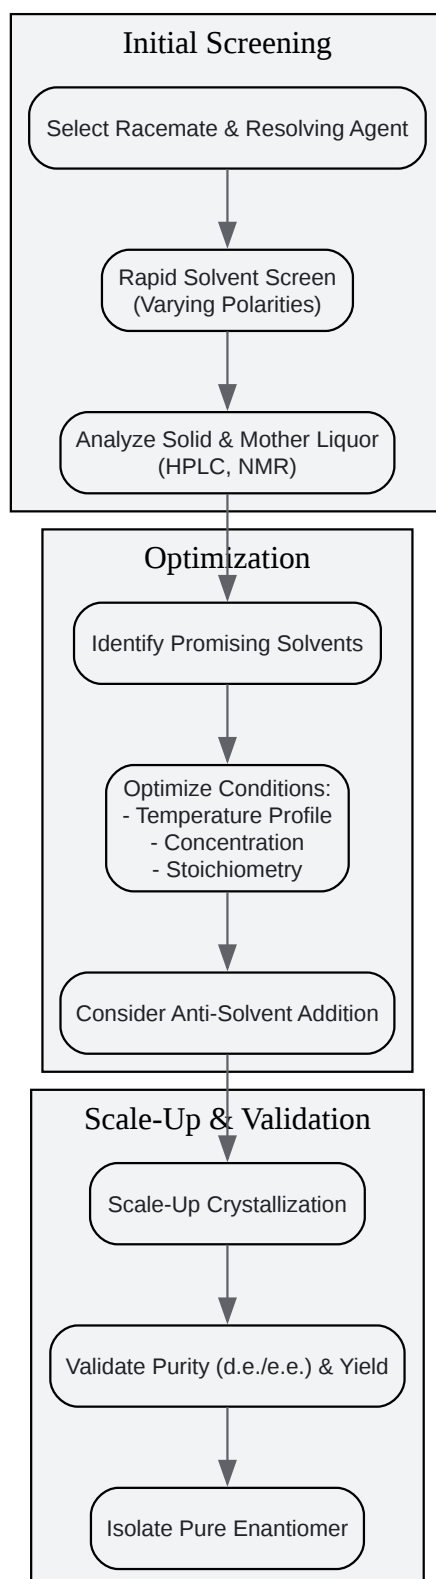 Initial Screening
Select Racemate & Resolving Agent
Rapid Solvent Screen
(Varying Polarities)
Analyze Solid & Mother Liquor
(HPLC, NMR)
Optimization
Identify Promising Solvents
Optimize Conditions:
- Temperature Profile
- Concentration
- Stoichiometry
Consider Anti-Solvent Addition
Scale-Up & Validation
Scale-Up Crystallization
Validate Purity (d.e./e.e.) & Yield
Isolate Pure Enantiomer